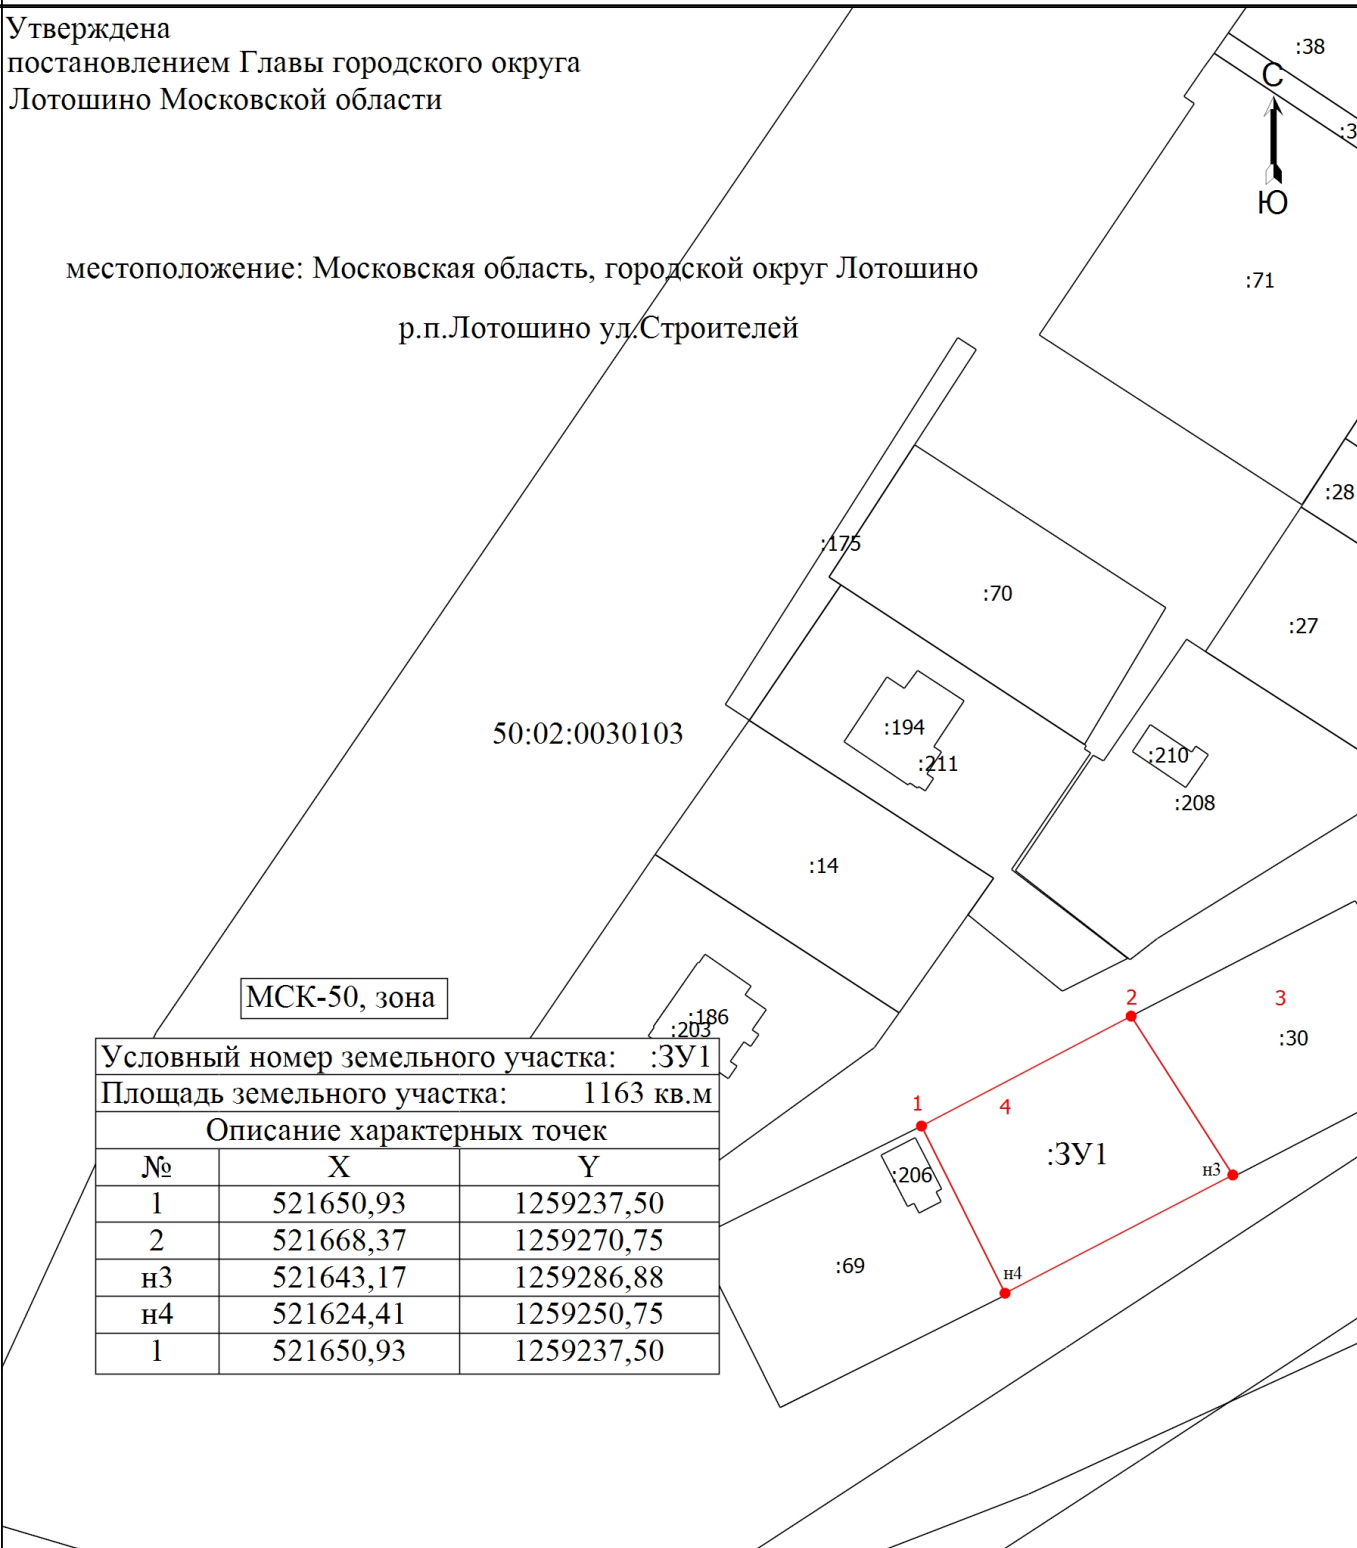 Утверждена
постановлением Главы городского округа
Лотошино Московской области
:38
С
:3
Ю
местоположение: Московская область, городской округ Лотошино
:71
р.п.Лотошино ул.Строителей
:28
:175
:70
:27
50:02:0030103
:194
:211
:210
:208
:14
МСК-50, зона
:186
:203
2
3
:30
Условный номер земельного участка: :ЗУ1
Площадь земельного участка: 1163 кв.м
Описание характерных точек
№ X Y
1 521650,93 1259237,50
2 521668,37 1259270,75
н3 521643,17 1259286,88
н4 521624,41 1259250,75
1 521650,93 1259237,50
1
4
:ЗУ1
н3
:206
:69
н4